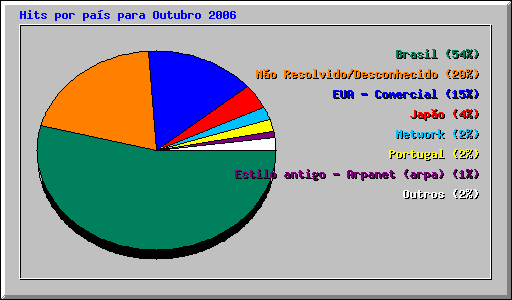 Hits por país para Outubro 2006
Brasil (54%)
Não Resolvido/Desconhecido (20%)
EUA - Comercial (15%)
Japão (4%)
Network (2%)
Portugal (2%)
Estilo antigo - Arpanet (arpa) (1%)
Outros (2%)